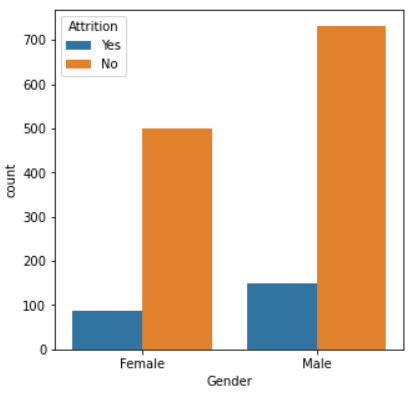 Attrition
Yes
No
700
600
500
400
300
200
100
0
count
Female
Male
Gender